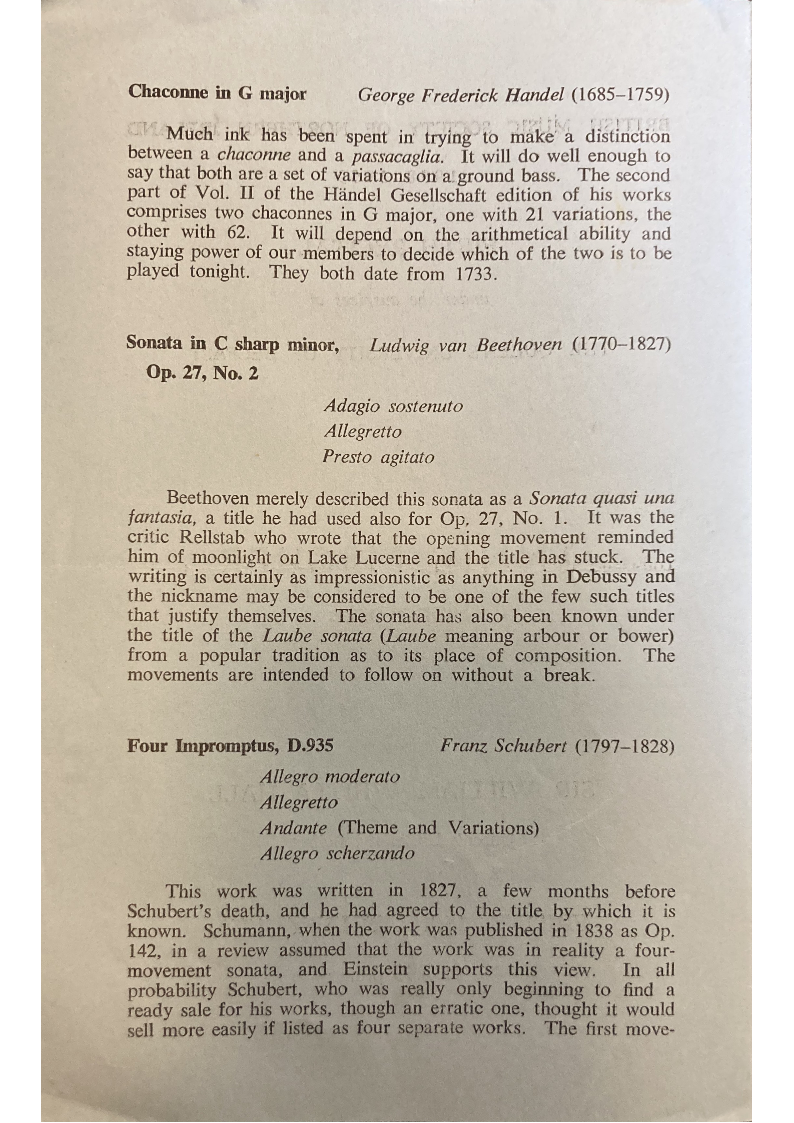 Chaconne in G major George Frederick Handel (1685–1759)
Much ink has been spent in trying to make a distinction
between a chaconne and a passacaglia. It will do well enough to
say that both are a set of variations on a ground bass. The second
part of Vol. II of the Händel Gesellschaft edition of his works
comprises two chaconnes in G major, one with 21 variations, the
other with 62. It will depend on the arithmetical ability and
staying power of our members to decide which of the two is to be
played tonight. They both date from 1733.
Sonata in C sharp minor, Ludwig van Beethoven (1770–1827)
Op. 27, No. 2
Adagio sostenuto
Allegretto
Presto agitato
Beethoven merely described this sonata as a Sonata quasi una
fantasia, a title he had used also for Op. 27, No. 1. It was the
critic Rellstab who wrote that the opening movement reminded
him of moonlight on Lake Lucerne and the title has stuck. The
writing is certainly as impressionistic as anything in Debussy and
the nickname may be considered to be one of the few such titles
that justify themselves. The sonata has also been known under
the title of the Laube sonata (Laube meaning arbour or bower)
from a popular tradition as to its place of composition. The
movements are intended to follow on without a break.
Four Impromptus, D.935 Franz Schubert (1797–1828)
Allegro moderato
Allegretto
Andante (Theme and Variations)
Allegro scherzando
This work was written in 1827, a few months before
Schubert's death, and he had agreed to the title by which it is
known. Schumann, when the work was published in 1838 as Op.
142, in a review assumed that the work was in reality a four-
movement sonata, and Einstein supports this view. In all
probability Schubert, who was really only beginning to find a
ready sale for his works, though an erratic one, thought it would
sell more easily if listed as four separate works. The first move-